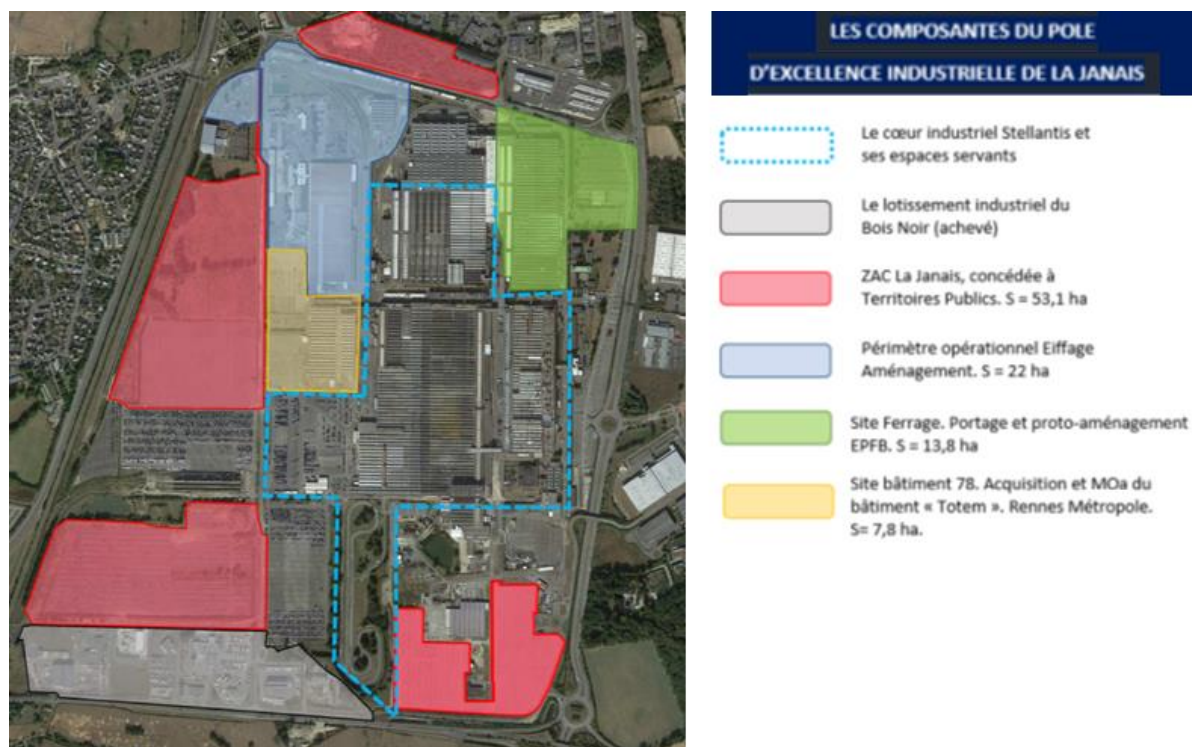 LES COMPOSANTES DU POLE
D'EXCELLENCE INDUSTRIELLE DE LA JANAIS
Le cœur industriel Stellantis et
ses espaces servants
Le lotissement industriel du
Bois Noir (achevé)
ZAC La Janais, concédée à
Territoires Publics. S = 53,1 ha
Périmètre opérationnel Eiffage
Aménagement. S = 22 ha
Site Ferrage. Portage et proto-aménagement
EPFB. S = 13,8 ha
Site bâtiment 78. Acquisition et MOa du
bâtiment « Totem ». Rennes Métropole.
S= 7,8 ha.